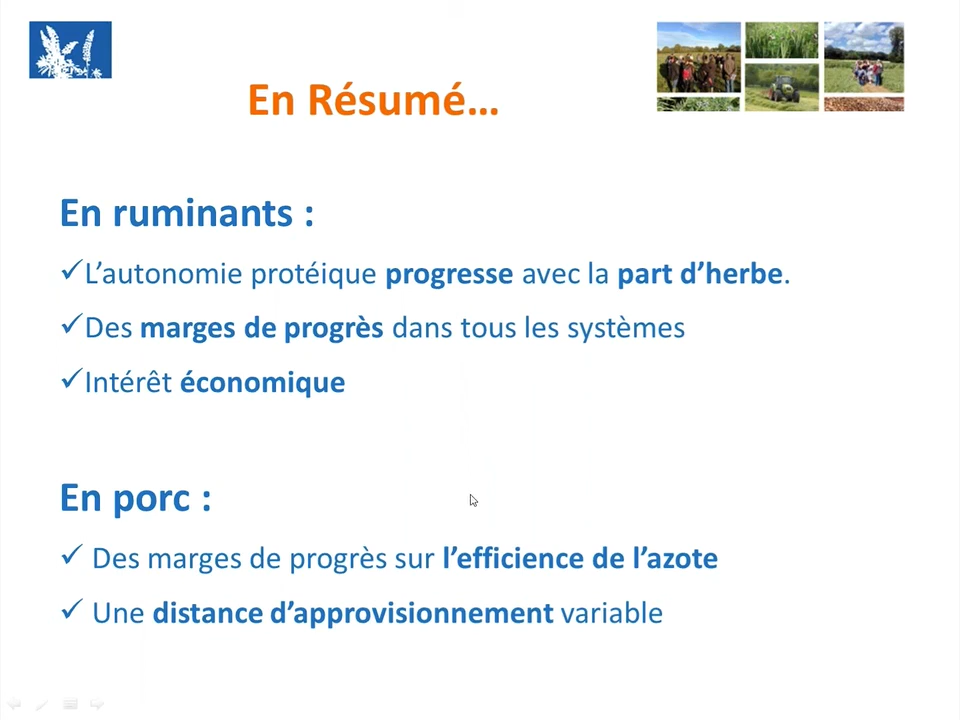 En Résumé...
En ruminants :
✓L’autonomie protéique progresse avec la part d’herbe.
✓Des marges de progrès dans tous les systèmes
✓Intérêt économique
En porc :
✓ Des marges de progrès sur l’efficience de l’azote
✓ Une distance d’approvisionnement variable